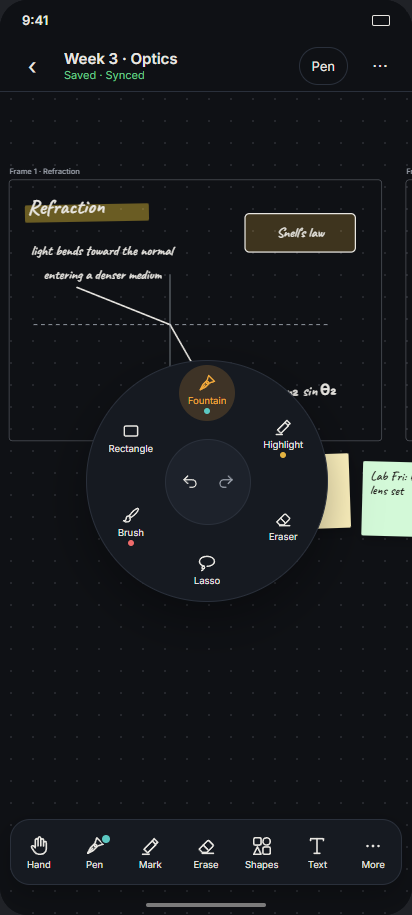 9:41
Week 3 · Optics
Saved · Synced
Pen
Frame 1 · Refraction
Refraction
Snell's law
light bends toward the normal
entering a denser medium
sin θ₂
Fountain
Rectangle
Highlight
Brush
Eraser
Lasso
Lab Fri:
lens set
Hand
Pen
Mark
Erase
Shapes
Text
More